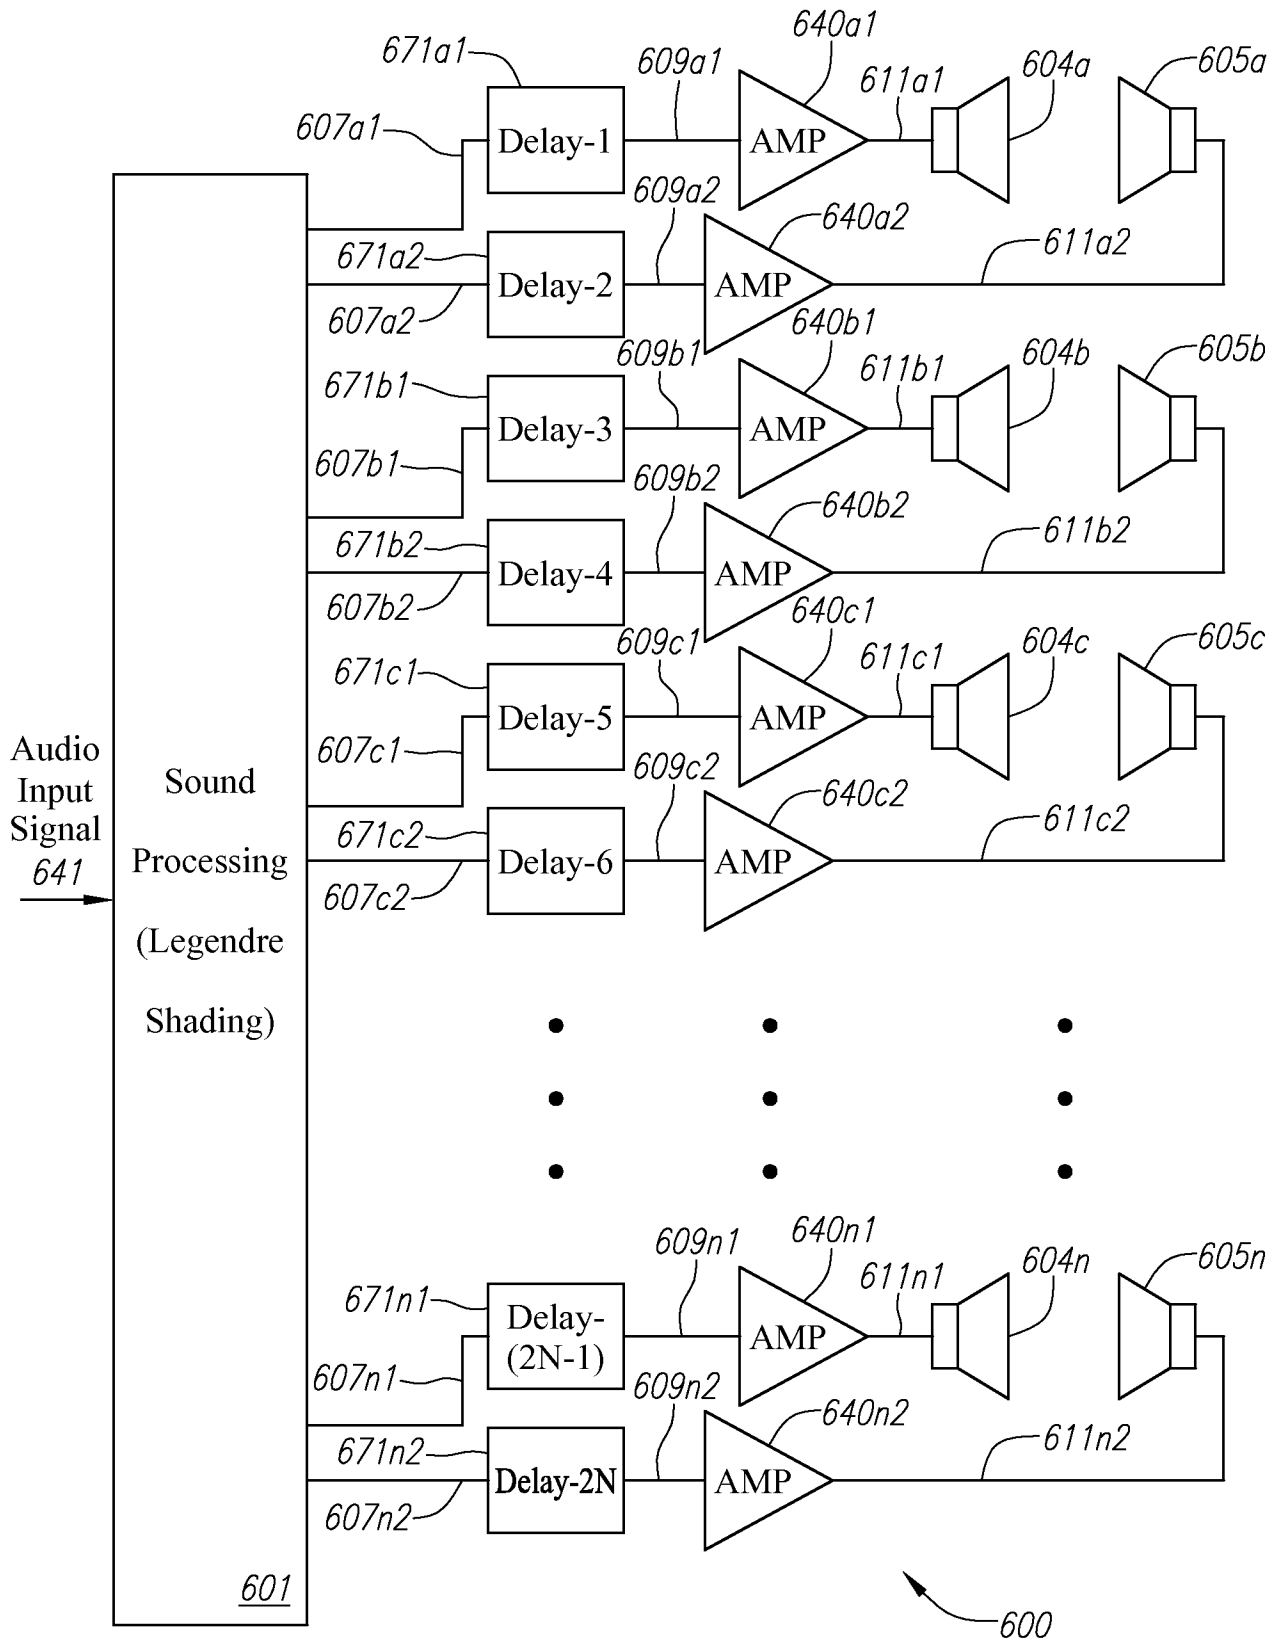 640a1
671a1
609a1
611a1
604a
605a
607a1
Delay-1
AMP
609a2
640a2
671a2
611a2
Delay-2
AMP
607a2
640b1
609b1
611b1
604b
605b
671b1
Delay-3
AMP
607b1
609b2
640b2
671b2
611b2
Delay-4
AMP
607b2
640c1
609c1
611c1
604c
605c
671c1
Delay-5
AMP
607c1
609c2
640c2
671c2
611c2
Delay-6
AMP
607c2
Audio
Input
Signal
641
Sound
Processing
(Legendre
Shading)
640n1
609n1
611n1
604n
605n
671n1
Delay-
(2N-1)
AMP
607n1
609n2
640n2
671n2
611n2
Delay-2N
AMP
607n2
601
600